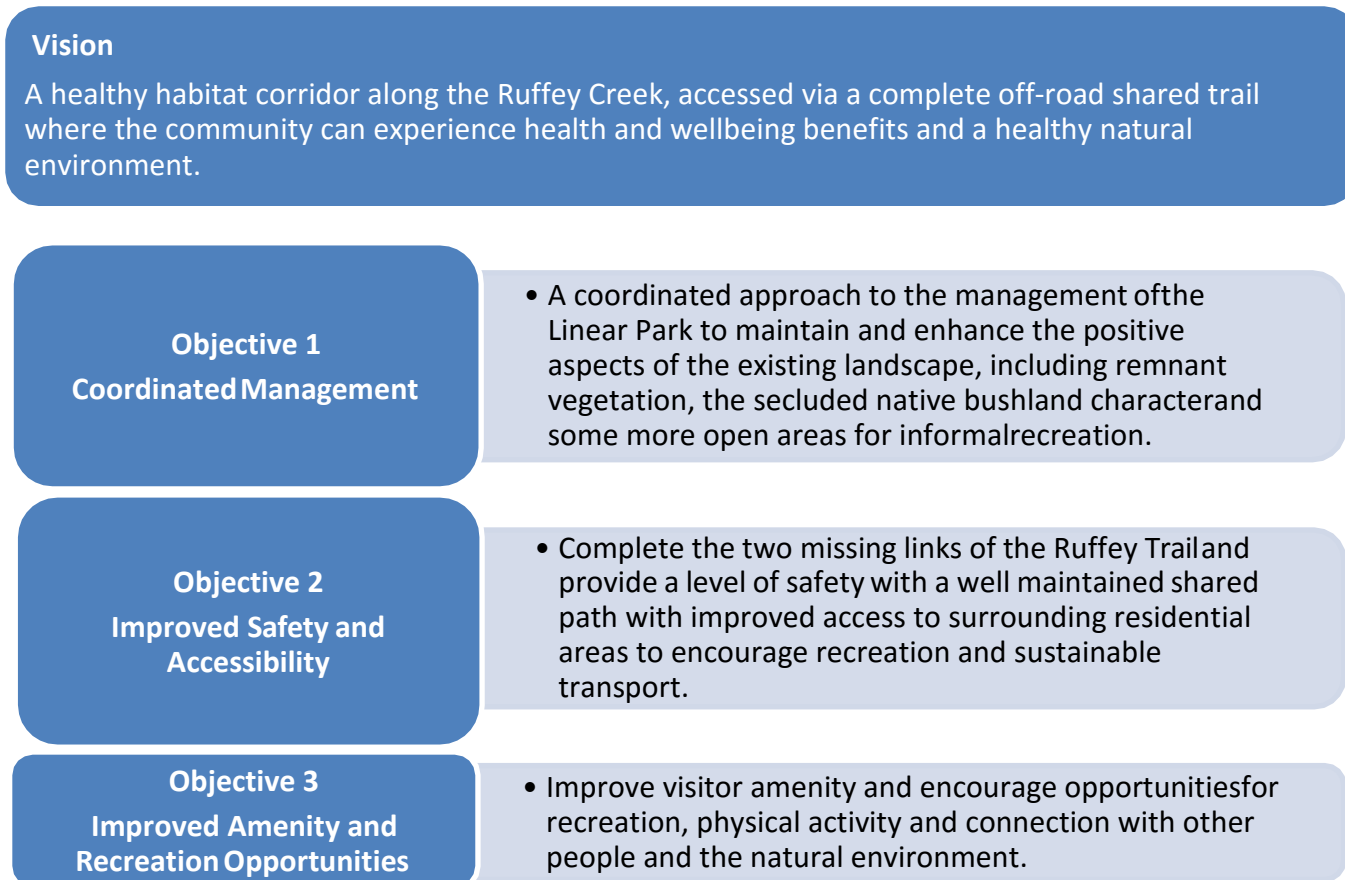 Vision
A healthy habitat corridor along the Ruffey Creek, accessed via a complete off-road shared trail
where the community can experience health and wellbeing benefits and a healthy natural
environment.
Objective 1
Coordinated Management
• A coordinated approach to the management ofthe
Linear Park to maintain and enhance the positive
aspects of the existing landscape, including remnant
vegetation, the secluded native bushland characterand
some more open areas for informalrecreation.
Objective 2
Improved Safety and
Accessibility
• Complete the two missing links of the Ruffey Trailand
provide a level of safety with a well maintained shared
path with improved access to surrounding residential
areas to encourage recreation and sustainable
transport.
Objective 3
Improved Amenity and
Recreation Opportunities
• Improve visitor amenity and encourage opportunitiesfor
recreation, physical activity and connection with other
people and the natural environment.